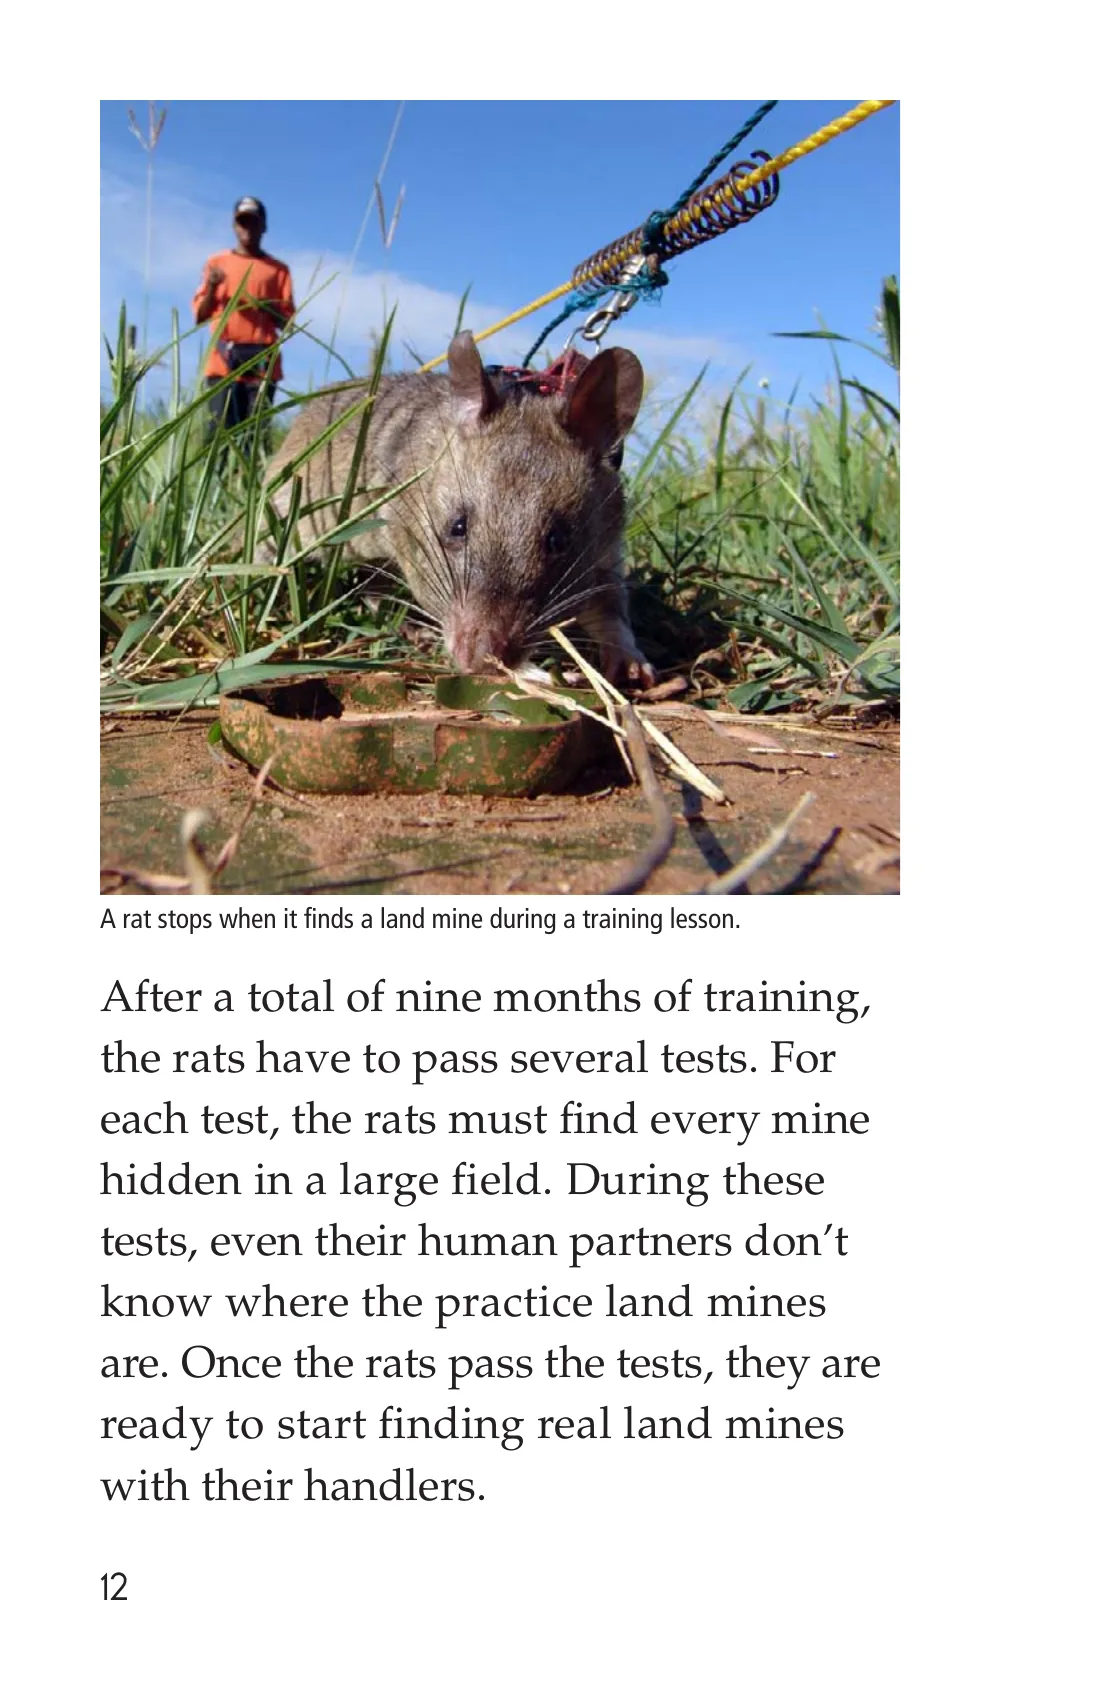 A rat stops when it finds a land mine during a training lesson.
After a total of nine months of training,
the rats have to pass several tests. For
each test, the rats must find every mine
hidden in a large field. During these
tests, even their human partners don’t
know where the practice land mines
are. Once the rats pass the tests, they are
ready to start finding real land mines
with their handlers.
12